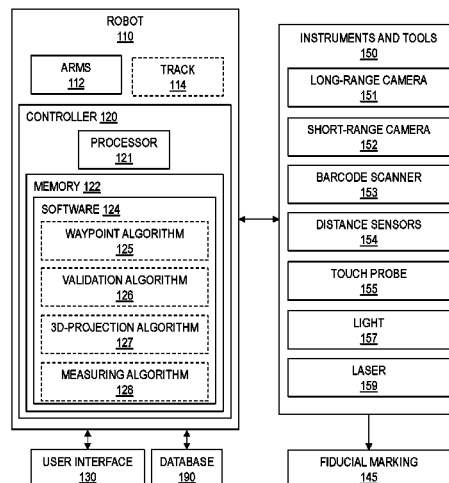 ROBOT
110
ARMS
112
TRACK
114
CONTROLLER 120
PROCESSOR
121
MEMORY 122
SOFTWARE 124
WAYPOINT ALGORITHM
125
VALIDATION ALGORITHM
126
3D-PROJECTION ALGORITHM
127
MEASURING ALGORITHM
128
USER INTERFACE
130
DATABASE
190
INSTRUMENTS AND TOOLS
150
LONG-RANGE CAMERA
151
SHORT-RANGE CAMERA
152
BARCODE SCANNER
153
DISTANCE SENSORS
154
TOUCH PROBE
155
LIGHT
157
LASER
159
FIDUCIAL MARKING
145